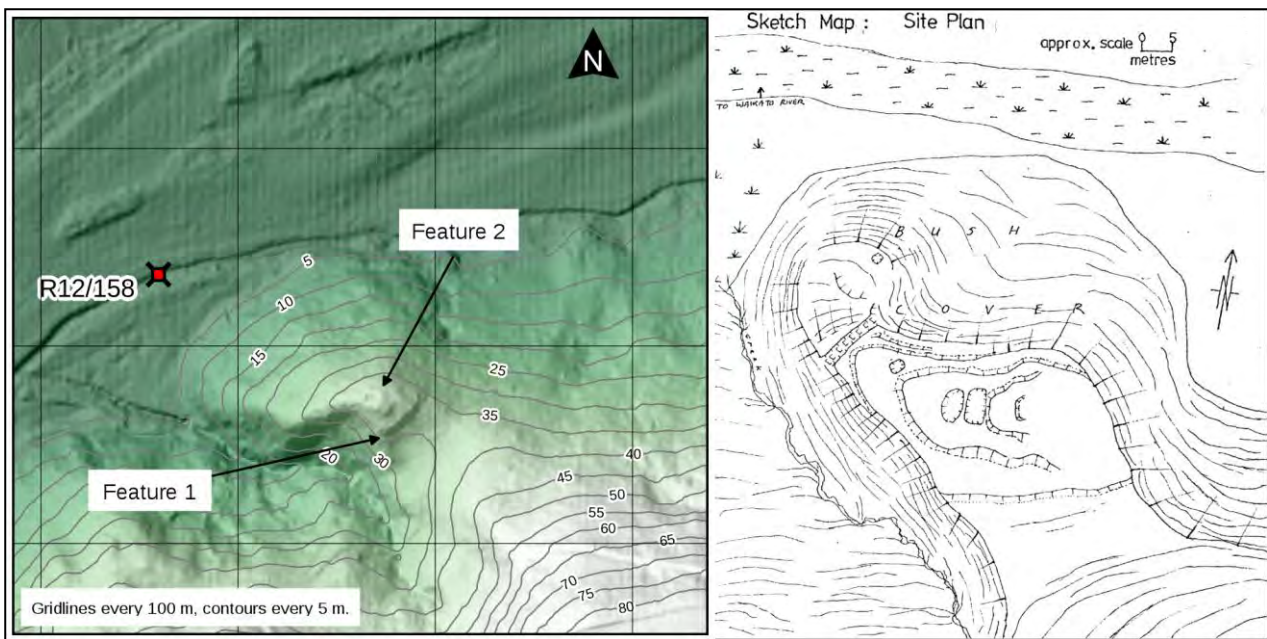 N
Feature 2
R12/158
5
10
15
25
35
20
30
40
45
50
55
60
65
70
75
80
Feature 1
Gridlines every 100 m, contours every 5 m.
Sketch Map : Site Plan
approx. scale 0 5
metres
TO WAIKATO RIVER
BUSH
COVER
N